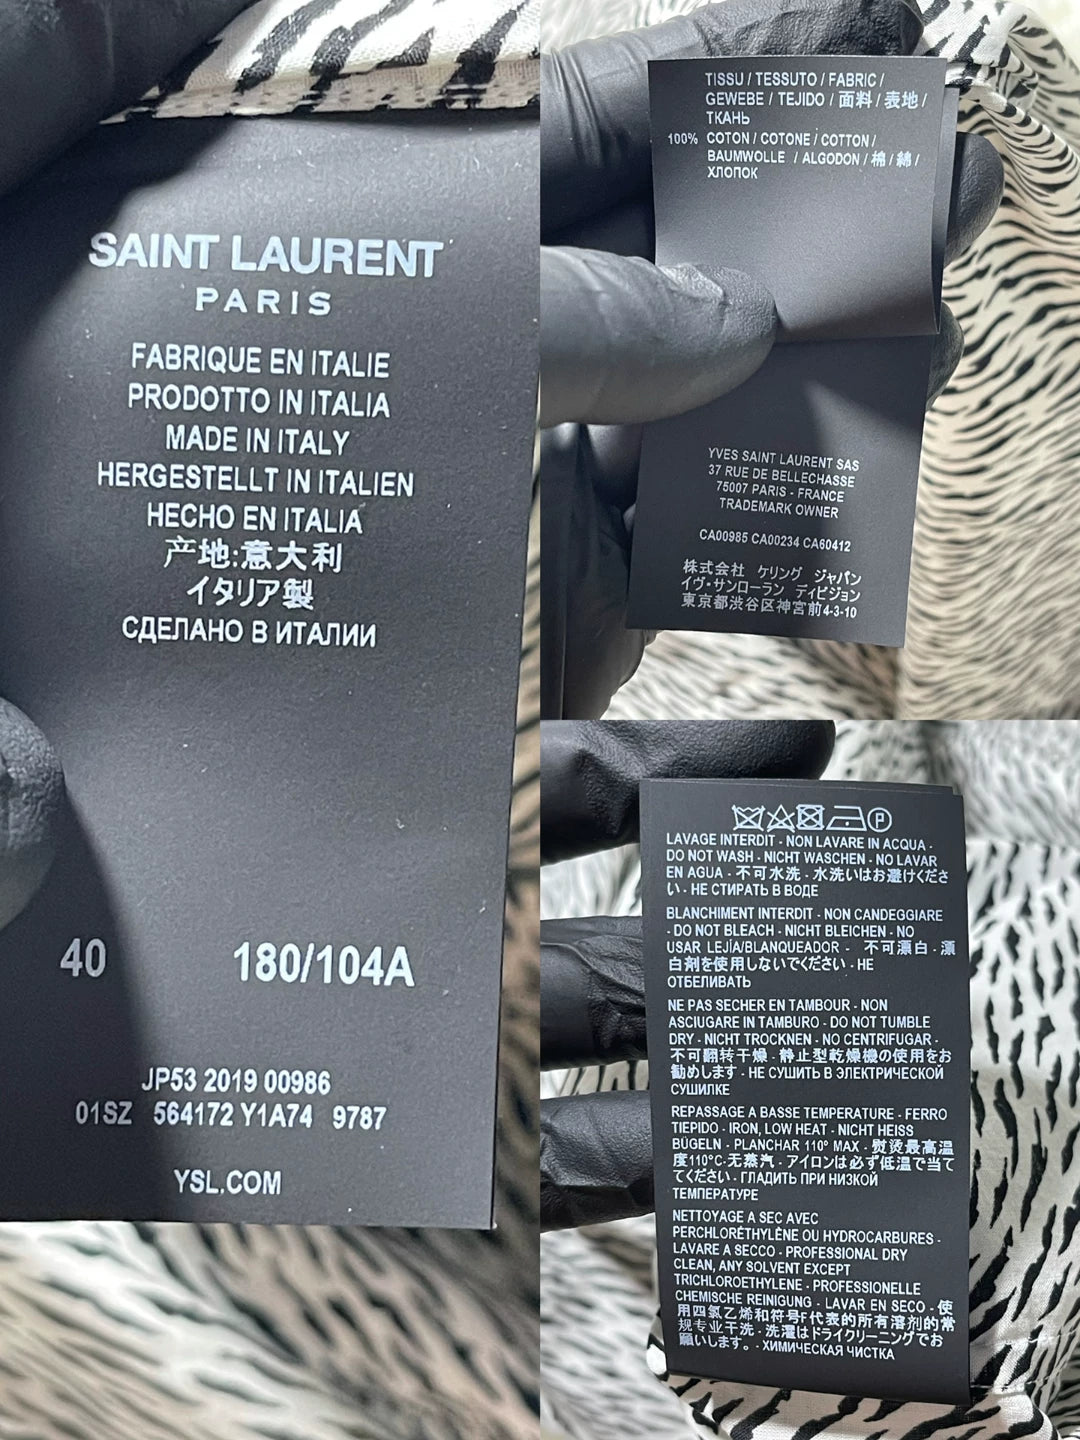 SAINT LAURENT
PARIS
FABRIQUE EN ITALIE
PRODOTTO IN ITALIA
MADE IN ITALY
HERGESTELLT IN ITALIEN
HECHO EN ITALIA
产地:意大利
イタリア製
СДЕЛАНО В ИТАЛИИ
40 180/104A
JP53 2019 00986
01SZ 564172 Y1A74 9787
YSL.COM
TISSU / TESSUTO / FABRIC /
GEWEBE / TEJIDO / 面料 / 表地 /
ТКАНЬ
100% COTON / COTONE / COTTON /
BAUMWOLLE / ALGODON / 棉 / 綿 /
ХЛОПОК
YVES SAINT LAURENT SAS
37 RUE DE BELLECHASSE
75007 PARIS - FRANCE
TRADEMARK OWNER
CA00985 CA00234 CA60412
株式会社 ケリング ジャパン
イヴ・サンローラン ディビジョン
東京都渋谷区神宮前4-3-10
P
LAVAGE INTERDIT - NON LAVARE IN ACQUA -
DO NOT WASH - NICHT WASCHEN - NO LAVAR
EN AGUA - 不可水洗 - 水洗いはお避けくださ
い - НЕ СТИРАТЬ В ВОДЕ
BLANCHIMENT INTERDIT - NON CANDEGGIARE
- DO NOT BLEACH - NICHT BLEICHEN - NO
USAR LEJÍA/BLANQUEADOR - 不可漂白 - 漂
白剤を使用しないでください - НЕ
ОТБЕЛИВАТЬ
NE PAS SECHER EN TAMBOUR - NON
ASCIUGARE IN TAMBURO - DO NOT TUMBLE
DRY - NICHT TROCKNEN - NO CENTRIFUGAR -
不可翻转干燥 - 静止型乾燥機の使用をお
勧めします - НЕ СУШИТЬ В ЭЛЕКТРИЧЕСКОЙ
СУШИЛКЕ
REPASSAGE A BASSE TEMPERATURE - FERRO
TIEPIDO - IRON, LOW HEAT - NICHT HEISS
BÜGELN - PLANCHAR 110° MAX - 熨烫最高温
度110°C-无蒸汽 - アイロンは必ず低温で当て
てください - ГЛАДИТЬ ПРИ НИЗКОЙ
ТЕМПЕРАТУРЕ
NETTOYAGE A SEC AVEC
PERCHLORÉTHYLÈNE OU HYDROCARBURES -
LAVARE A SECCO - PROFESSIONAL DRY
CLEAN, ANY SOLVENT EXCEPT
TRICHLOROETHYLENE - PROFESSIONELLE
CHEMISCHE REINIGUNG - LAVAR EN SECO - 使
用四氯乙烯和符号F代表的所有溶剂的常
规专业干洗 - 洗濯はドライクリーニングでお
願いします。 - ХИМИЧЕСКАЯ ЧИСТКА